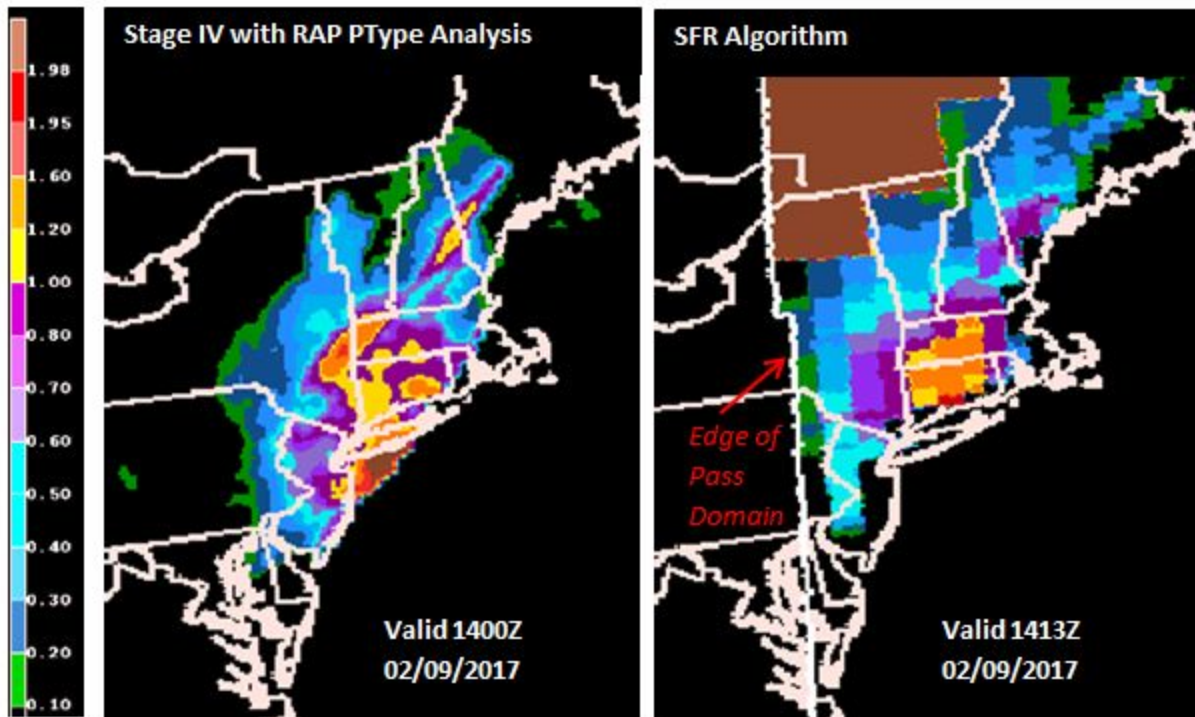 Stage IV with RAP PType Analysis
SFR Algorithm
1.98
1.95
1.60
1.20
1.00
0.80
0.70
0.60
0.50
0.40
0.30
0.20
0.10
Edge of
Pass
Domain
Valid 1400Z
02/09/2017
Valid 1413Z
02/09/2017